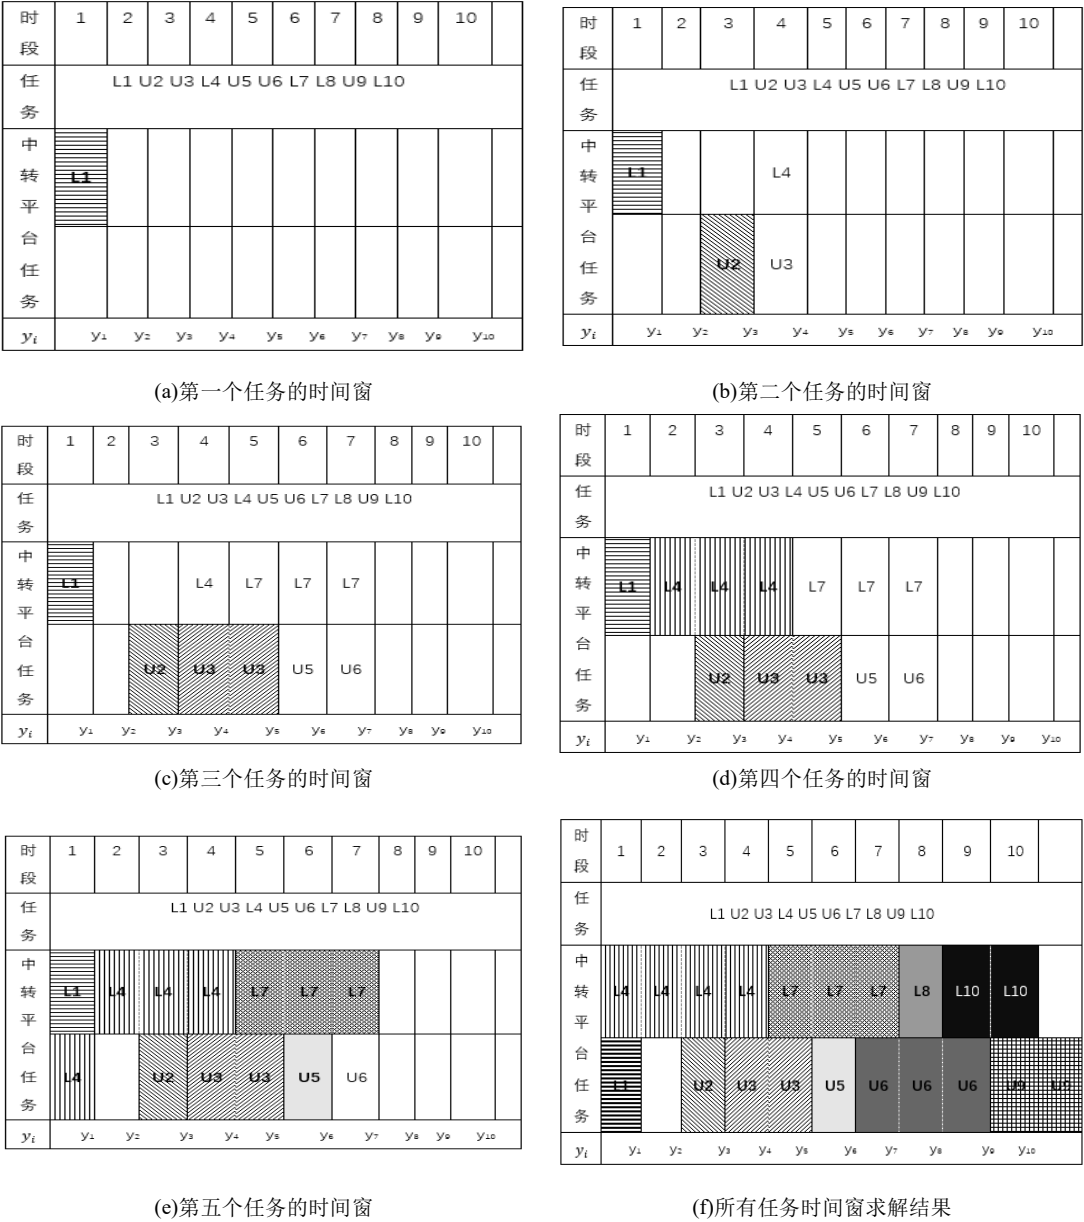 时段 1 2 3 4 5 6 7 8 9 10
任务 L1 U2 U3 L4 U5 U6 L7 L8 U9 L10
中转平台任务
L1
yi y1 y2 y3 y4 y5 y6 y7 y8 y9 y10
(a)第一个任务的时间窗
时段 1 2 3 4 5 6 7 8 9 10
任务 L1 U2 U3 L4 U5 U6 L7 L8 U9 L10
中转平台任务
L1 L4
U2 U3
yi y1 y2 y3 y4 y5 y6 y7 y8 y9 y10
(b)第二个任务的时间窗
时段 1 2 3 4 5 6 7 8 9 10
任务 L1 U2 U3 L4 U5 U6 L7 L8 U9 L10
中转平台任务
L1 L4 L7 L7 L7
U2 U3 U3 U5 U6
yi y1 y2 y3 y4 y5 y6 y7 y8 y9 y10
(c)第三个任务的时间窗
时段 1 2 3 4 5 6 7 8 9 10
任务 L1 U2 U3 L4 U5 U6 L7 L8 U9 L10
中转平台任务
L1 L4 L4 L4 L7 L7 L7
U2 U3 U3 U5 U6
yi y1 y2 y3 y4 y5 y6 y7 y8 y9 y10
(d)第四个任务的时间窗
时段 1 2 3 4 5 6 7 8 9 10
任务 L1 U2 U3 L4 U5 U6 L7 L8 U9 L10
中转平台任务
L1 L4 L4 L4 L7 L7 L7
L4 U2 U3 U3 U5 U6
yi y1 y2 y3 y4 y5 y6 y7 y8 y9 y10
(e)第五个任务的时间窗
时段 1 2 3 4 5 6 7 8 9 10
任务 L1 U2 U3 L4 U5 U6 L7 L8 U9 L10
中转平台任务
L4 L4 L4 L4 L7 L7 L7 L8 L10 L10
L1 U2 U3 U3 U5 U6 U6 U6 U9 U9
yi y1 y2 y3 y4 y5 y6 y7 y8 y9 y10
(f)所有任务时间窗求解结果